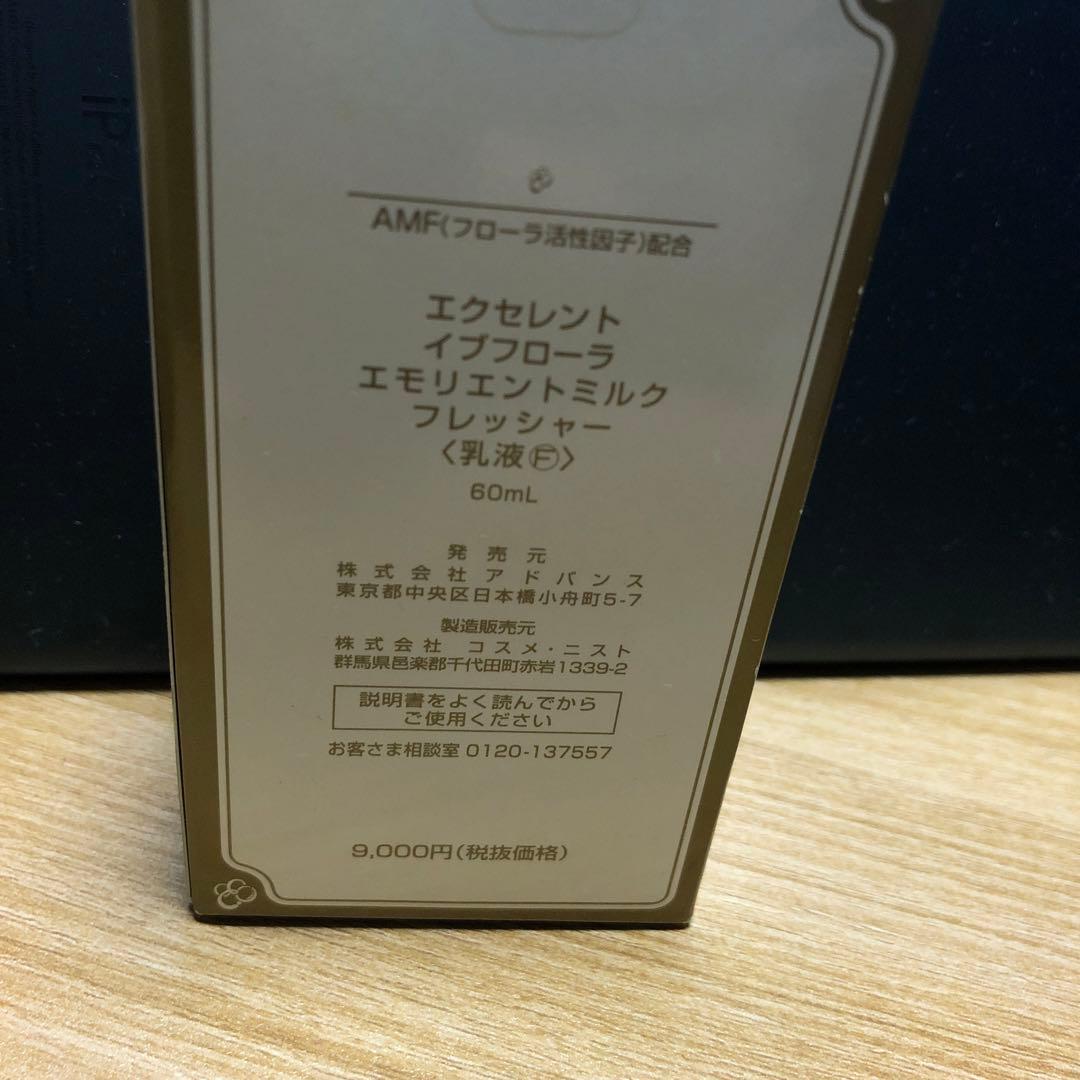 AMF(フローラ活性因子)配合
エクセレント
イブフローラ
エモリエントミルク
フレッシャー
〈乳液Ⓕ〉
60mL
発売元
株式会社アドバンス
東京都中央区日本橋小舟町5-7
製造販売元
株式会社 コスメ・ニスト
群馬県邑楽郡千代田町赤岩1339-2
説明書をよく読んでから
ご使用ください
お客さま相談室 0120-137557
9,000円(税抜価格)
iP